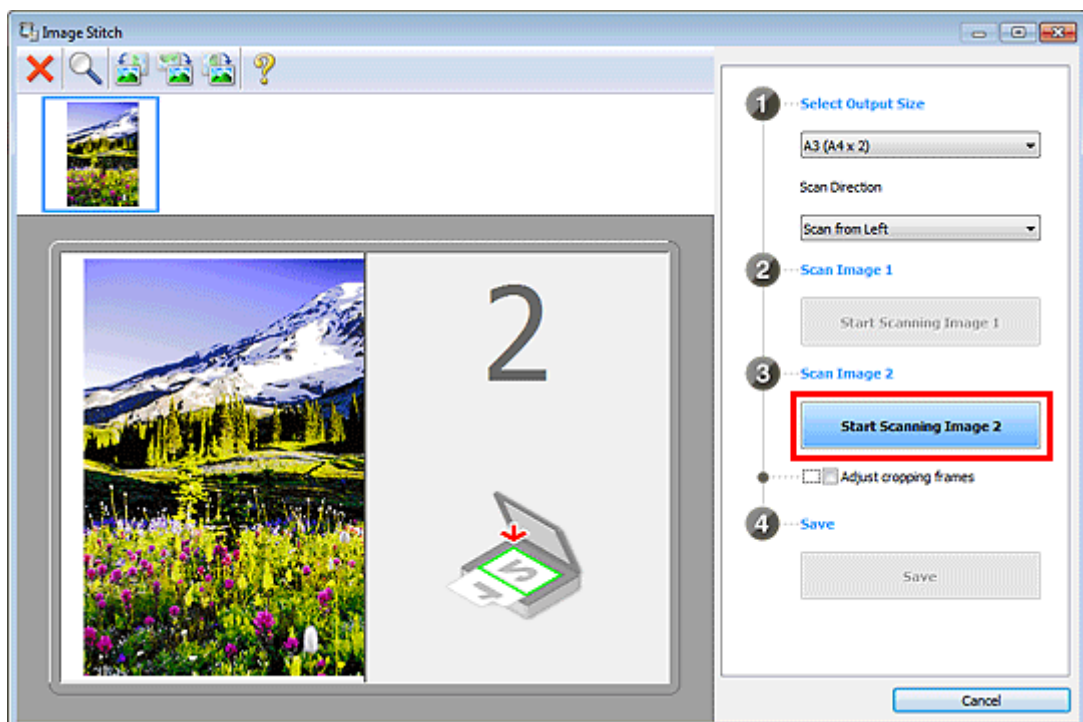 Image Stitch
?
1 Select Output Size
A3 (A4 x 2)
Scan Direction
Scan from Left
2 Scan Image 1
Start Scanning Image 1
2
3 Scan Image 2
Start Scanning Image 2
Adjust cropping frames
4 Save
Save
Cancel